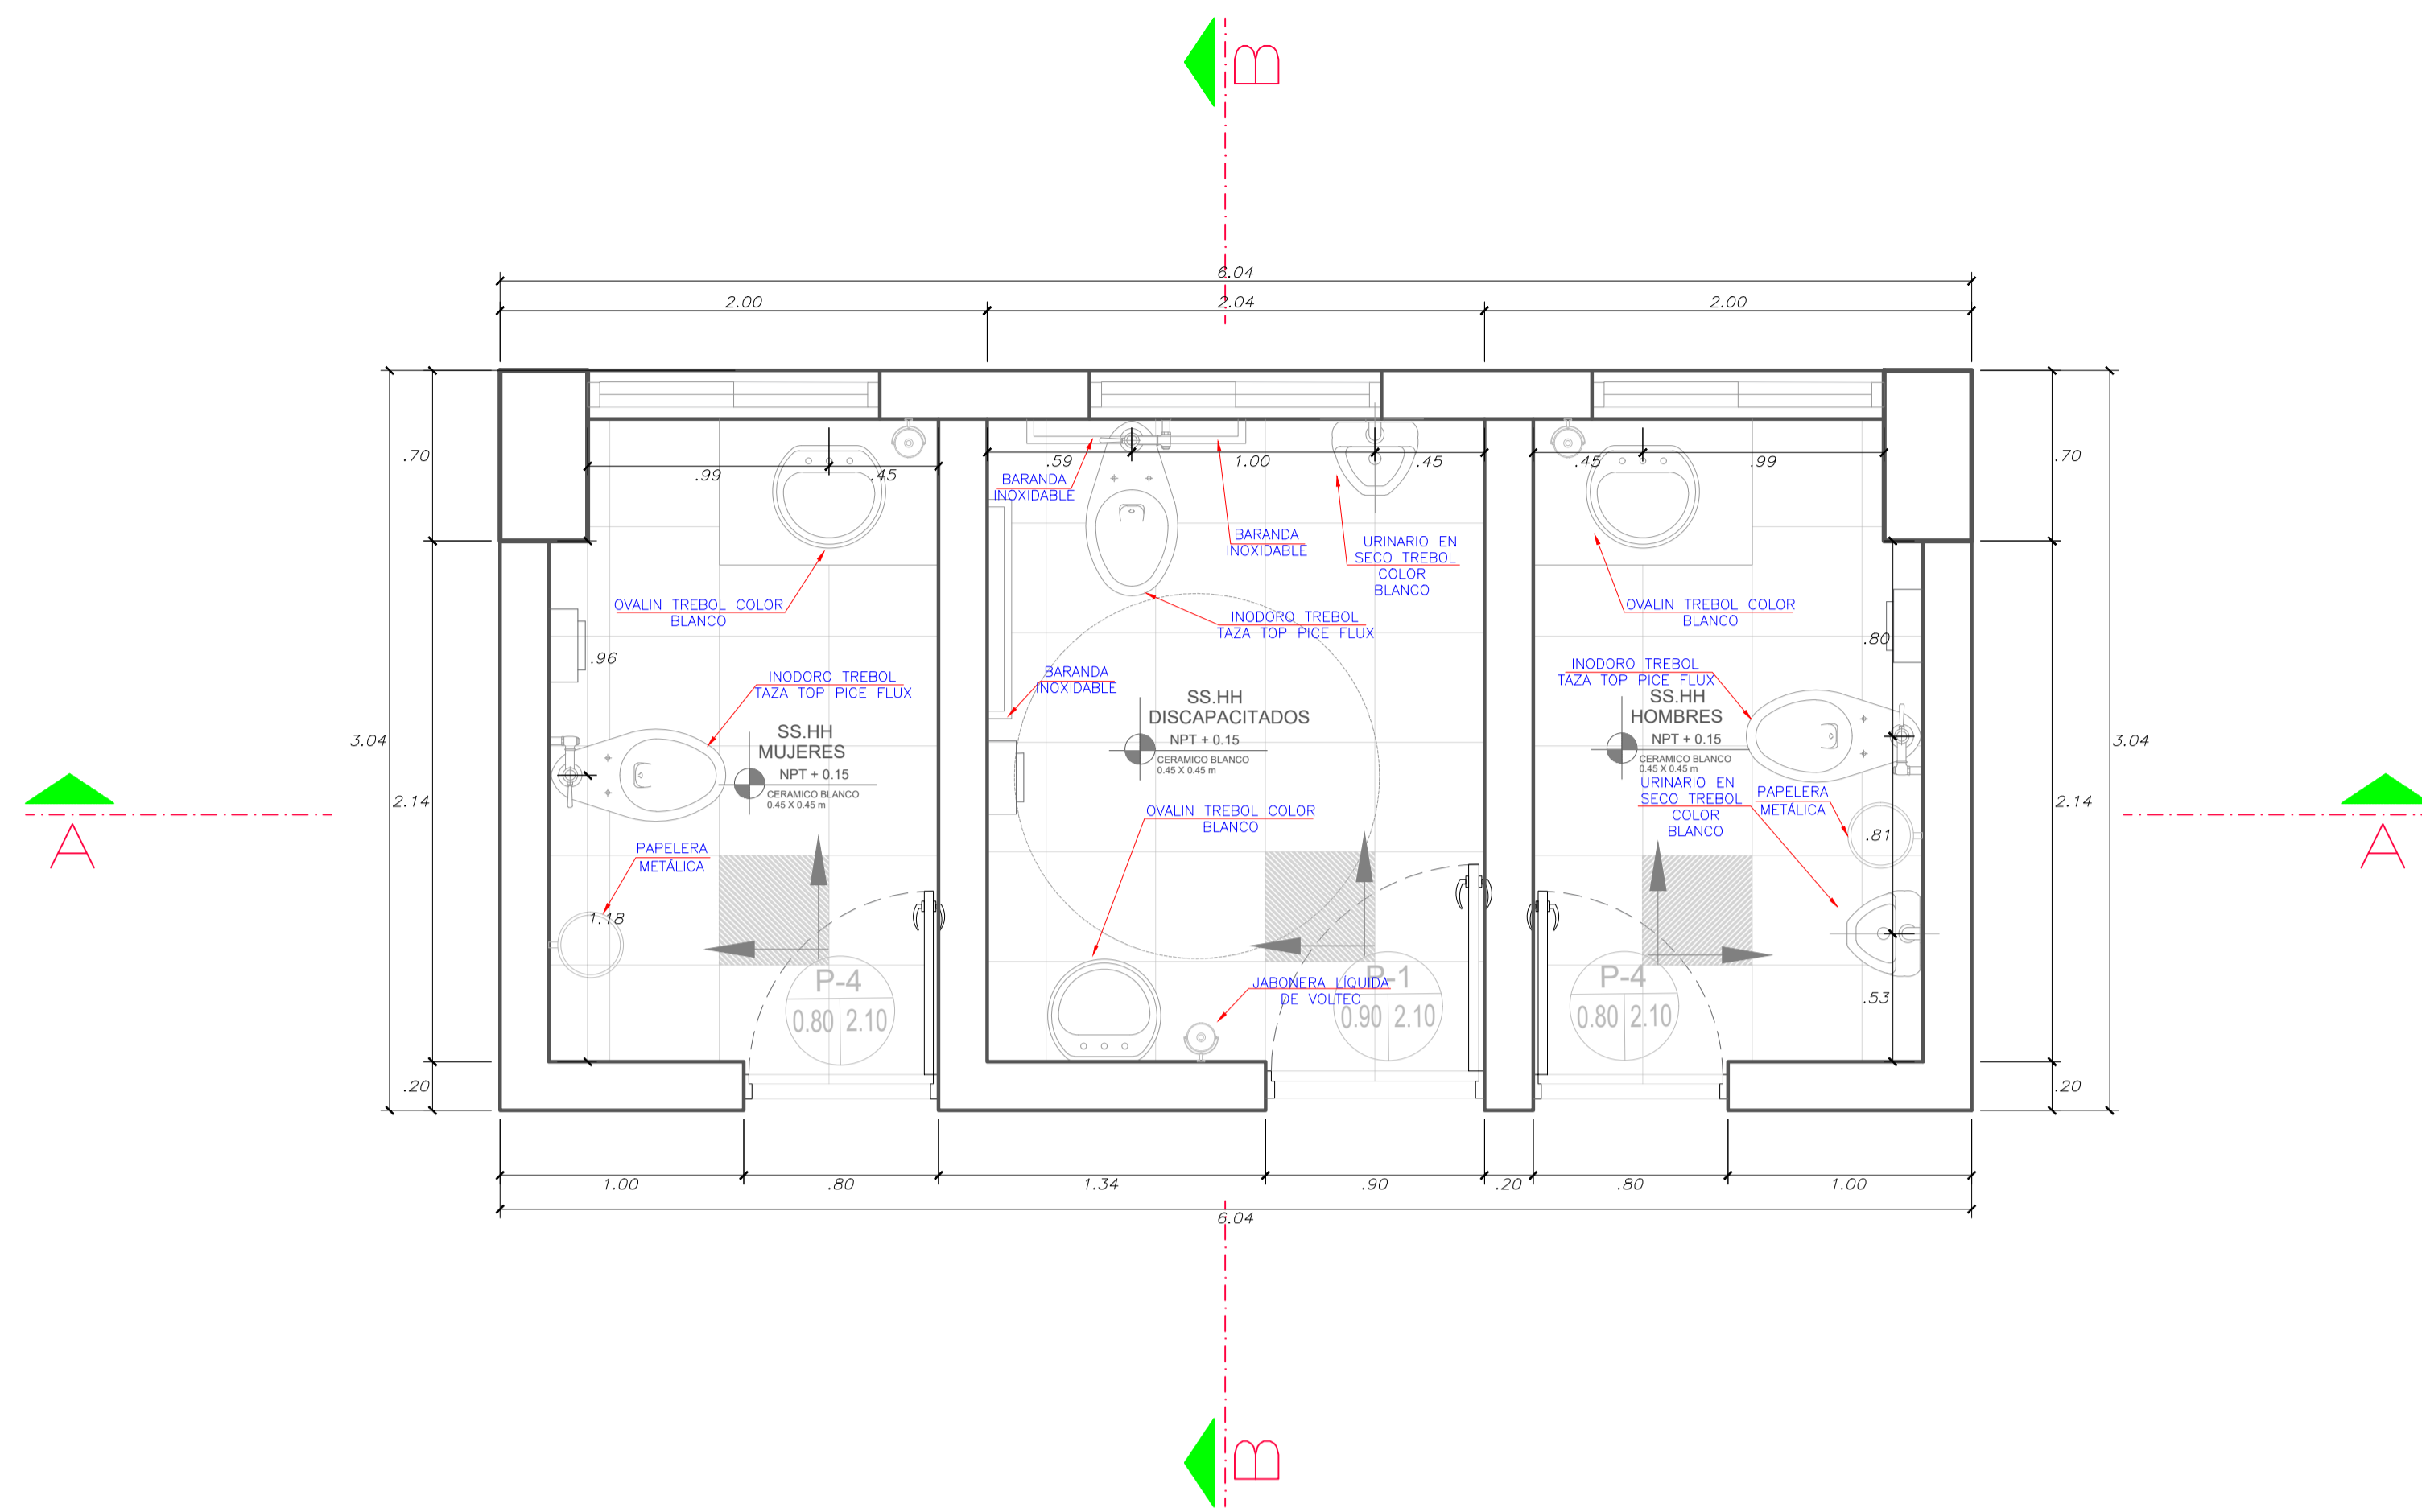 B
6.04
2.00
2.04
2.00
.70
.99
.45
.59
1.00
.45
.45
.99
.70
BARANDA
INOXIDABLE
BARANDA
INOXIDABLE
URINARIO EN
SECO TREBOL
COLOR
BLANCO
OVALIN TREBOL COLOR
BLANCO
INODORO TREBOL
TAZA TOP PICE FLUX
OVALIN TREBOL COLOR
BLANCO
.96
.80
INODORO TREBOL
TAZA TOP PICE FLUX
BARANDA
INOXIDABLE
INODORO TREBOL
TAZA TOP PICE FLUX
SS.HH
MUJERES
NPT + 0.15
CERAMICO BLANCO
0.45 X 0.45 m
SS.HH
DISCAPACITADOS
NPT + 0.15
CERAMICO BLANCO
0.45 X 0.45 m
SS.HH
HOMBRES
NPT + 0.15
CERAMICO BLANCO
0.45 X 0.45 m
3.04
2.14
2.14
3.04
A
A
URINARIO EN
SECO TREBOL
COLOR
BLANCO
PAPELERA
METÁLICA
.81
OVALIN TREBOL COLOR
BLANCO
PAPELERA
METÁLICA
1.18
P-4
0.80 2.10
JABONERA LÍQUIDA
DE VOLTEO
P-1
0.90 2.10
P-4
0.80 2.10
.53
.20
.20
1.00
.80
1.34
.90
.20
.80
1.00
6.04
B